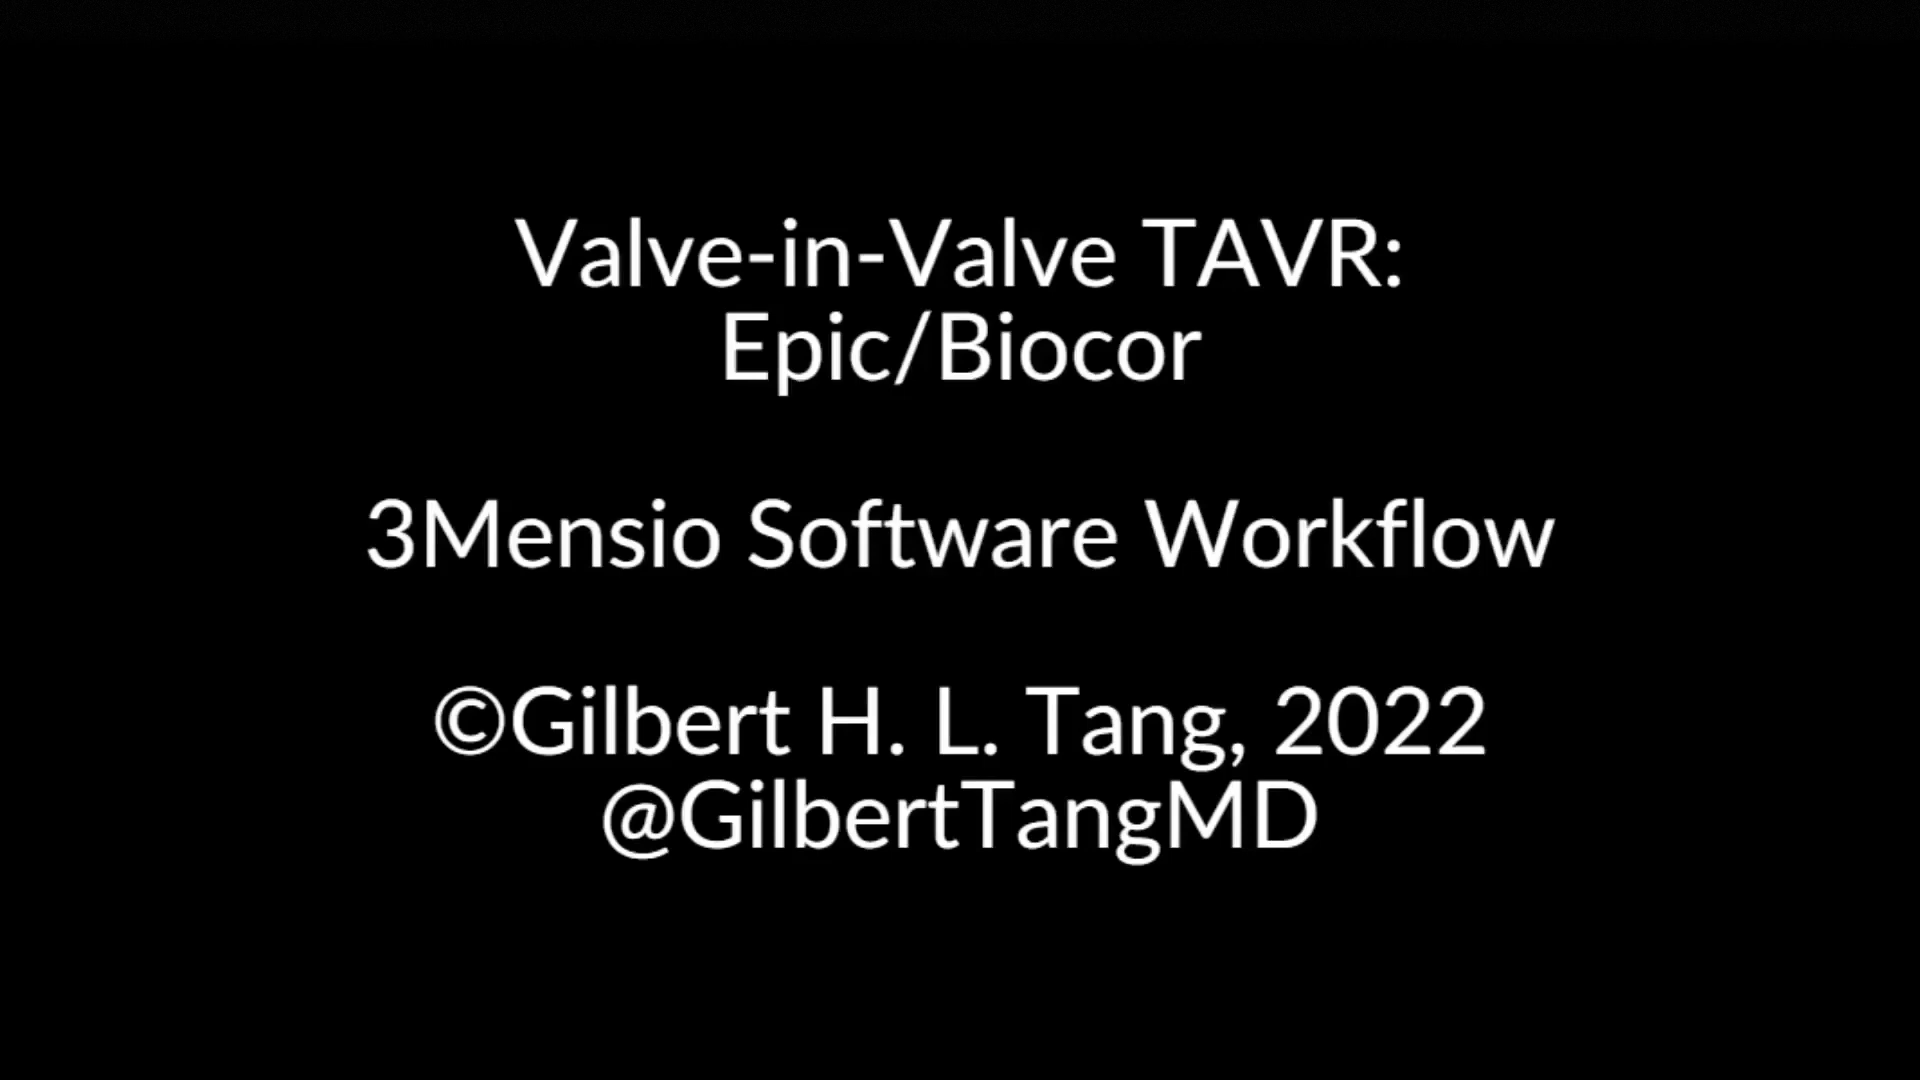 Valve-in-Valve TAVR:
Epic/Biocor
3Mensio Software Workflow
©Gilbert H. L. Tang, 2022
@GilbertTangMD